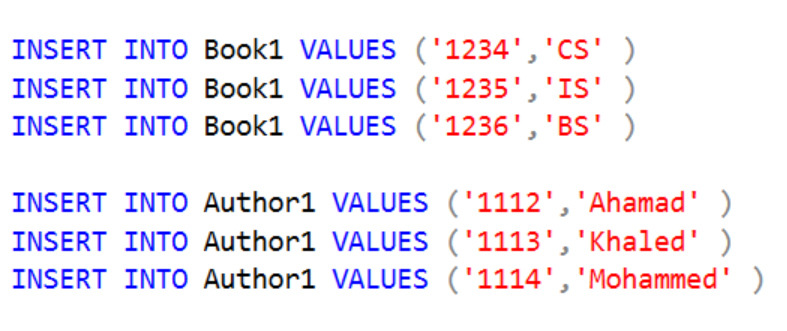 INSERT INTO Book1 VALUES ('1234','CS' )
INSERT INTO Book1 VALUES ('1235','IS' )
INSERT INTO Book1 VALUES ('1236','BS' )
INSERT INTO Author1 VALUES ('1112','Ahamad' )
INSERT INTO Author1 VALUES ('1113','Khaled' )
INSERT INTO Author1 VALUES ('1114','Mohammed' )